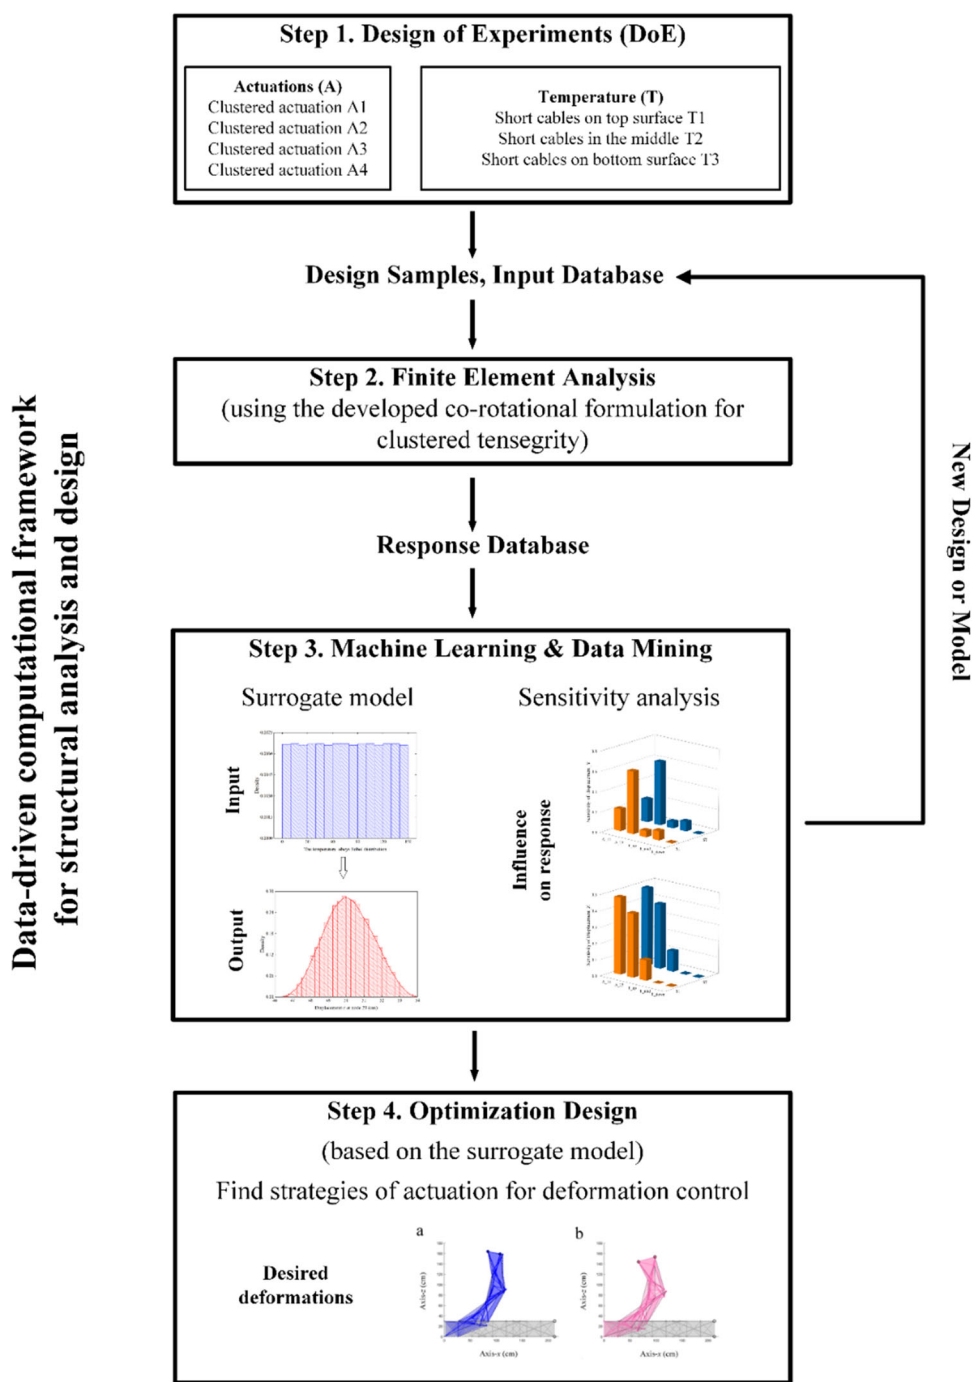 Step 1. Design of Experiments (DoE)
Actuations (A)
Clustered actuation A1
Clustered actuation A2
Clustered actuation A3
Clustered actuation A4
Temperature (T)
Short cables on top surface T1
Short cables in the middle T2
Short cables on bottom surface T3
Design Samples, Input Database
Step 2. Finite Element Analysis
(using the developed co-rotational formulation for
clustered tensegrity)
Response Database
Step 3. Machine Learning & Data Mining
Surrogate model
Sensitivity analysis
Input
Density
Output
Density
Influence
on response
Step 4. Optimization Design
(based on the surrogate model)
Find strategies of actuation for deformation control
Desired
deformations
a
Axis-z (cm)
Axis-x (cm)
b
Axis-z (cm)
Axis-x (cm)
Data-driven computational framework
for structural analysis and design
New Design or Model